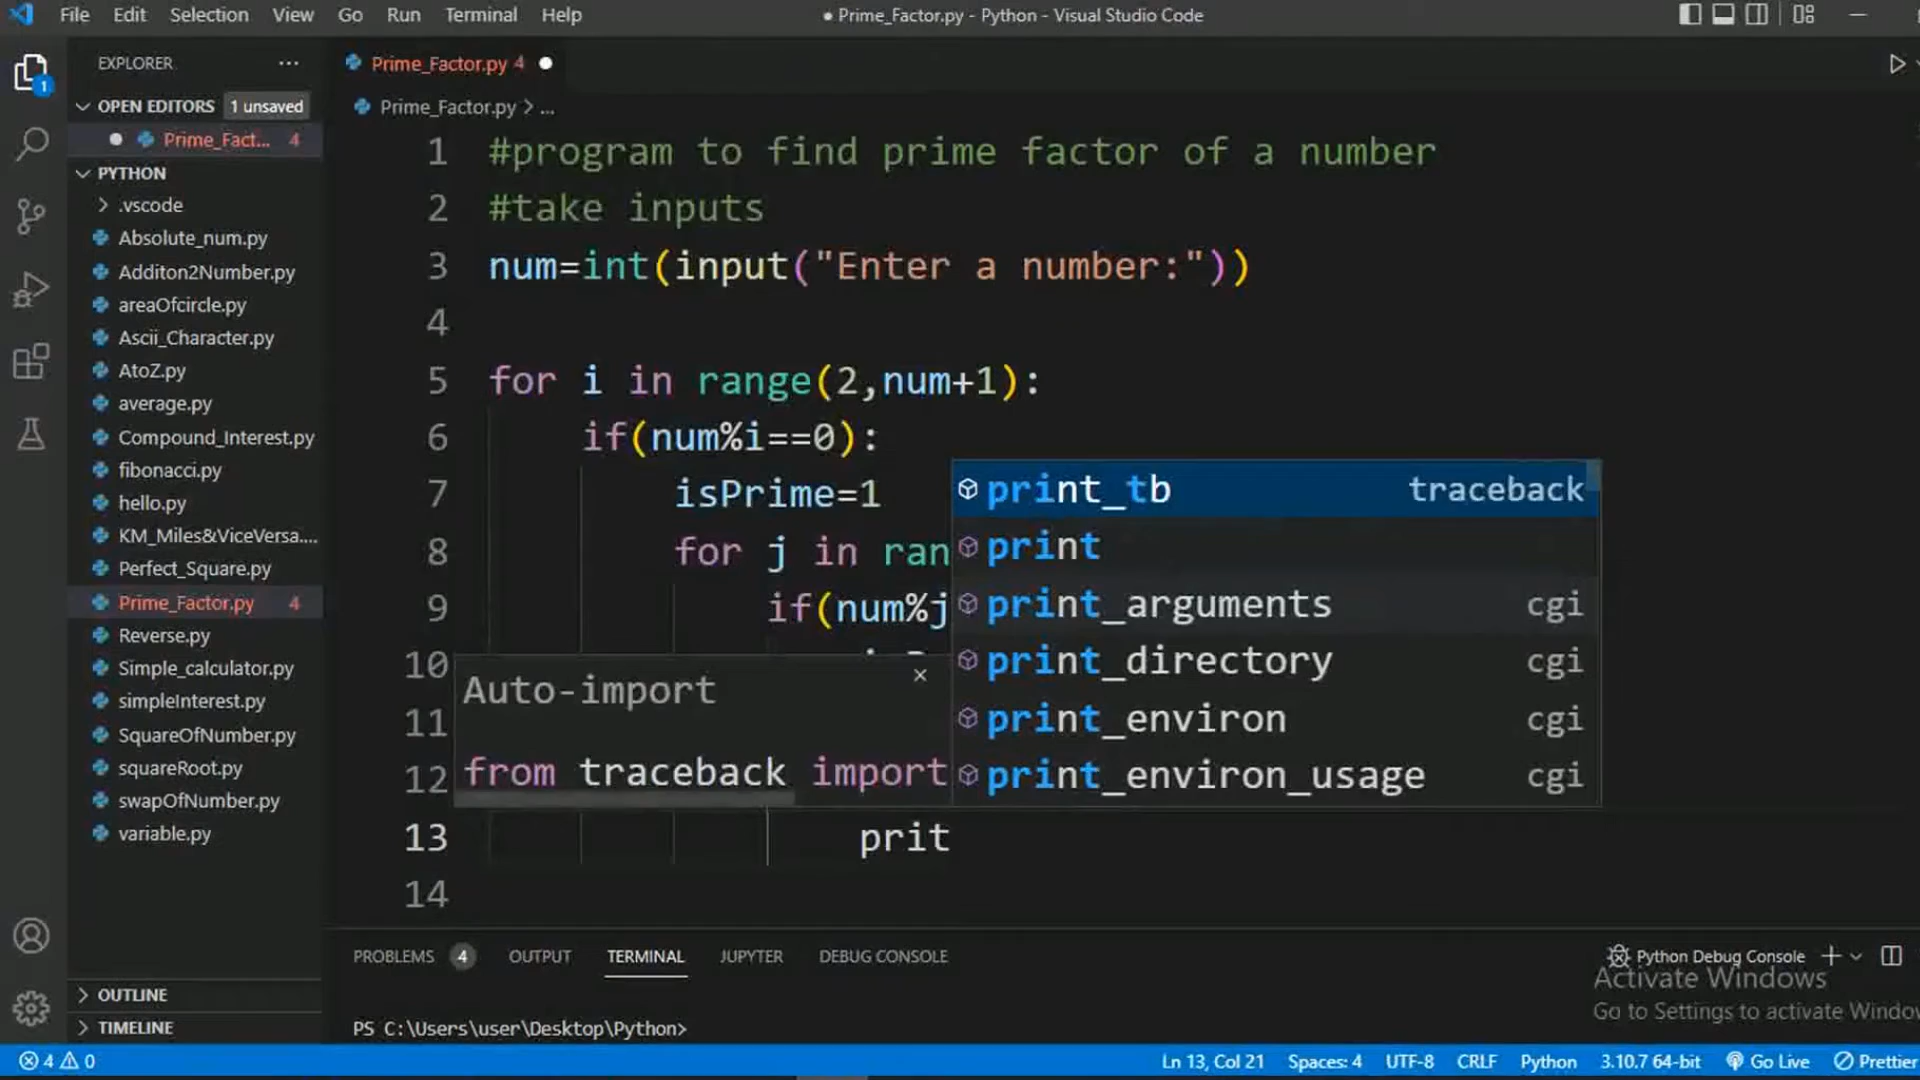 File Edit Selection View Go Run Terminal Help
● Prime_Factor.py - Python - Visual Studio Code
EXPLORER ...
1
OPEN EDITORS 1 unsaved
Prime_Fact... 4
PYTHON
.vscode
Absolute_num.py
Additon2Number.py
areaOfcircle.py
Ascii_Character.py
AtoZ.py
average.py
Compound_Interest.py
fibonacci.py
hello.py
KM_Miles&ViceVersa....
Perfect_Square.py
Prime_Factor.py 4
Reverse.py
Simple_calculator.py
simpleInterest.py
SquareOfNumber.py
squareRoot.py
swapOfNumber.py
variable.py
OUTLINE
TIMELINE
Prime_Factor.py 4
Prime_Factor.py > ...
1 #program to find prime factor of a number
2 #take inputs
3 num=int(input("Enter a number:"))
4
5 for i in range(2,num+1):
6 if(num%i==0):
7 isPrime=1
8 for j in ran
9 if(num%j
10
11
12
13 prit
14
print_tb traceback
print
print_arguments cgi
print_directory cgi
print_environ cgi
print_environ_usage cgi
Auto-import ×
from traceback import
PROBLEMS 4 OUTPUT TERMINAL JUPYTER DEBUG CONSOLE
Python Debug Console
PS C:\Users\user\Desktop\Python>
Activate Windows
Go to Settings to activate Windo
4 0 Ln 13, Col 21 Spaces: 4 UTF-8 CRLF Python 3.10.7 64-bit Go Live Prettier